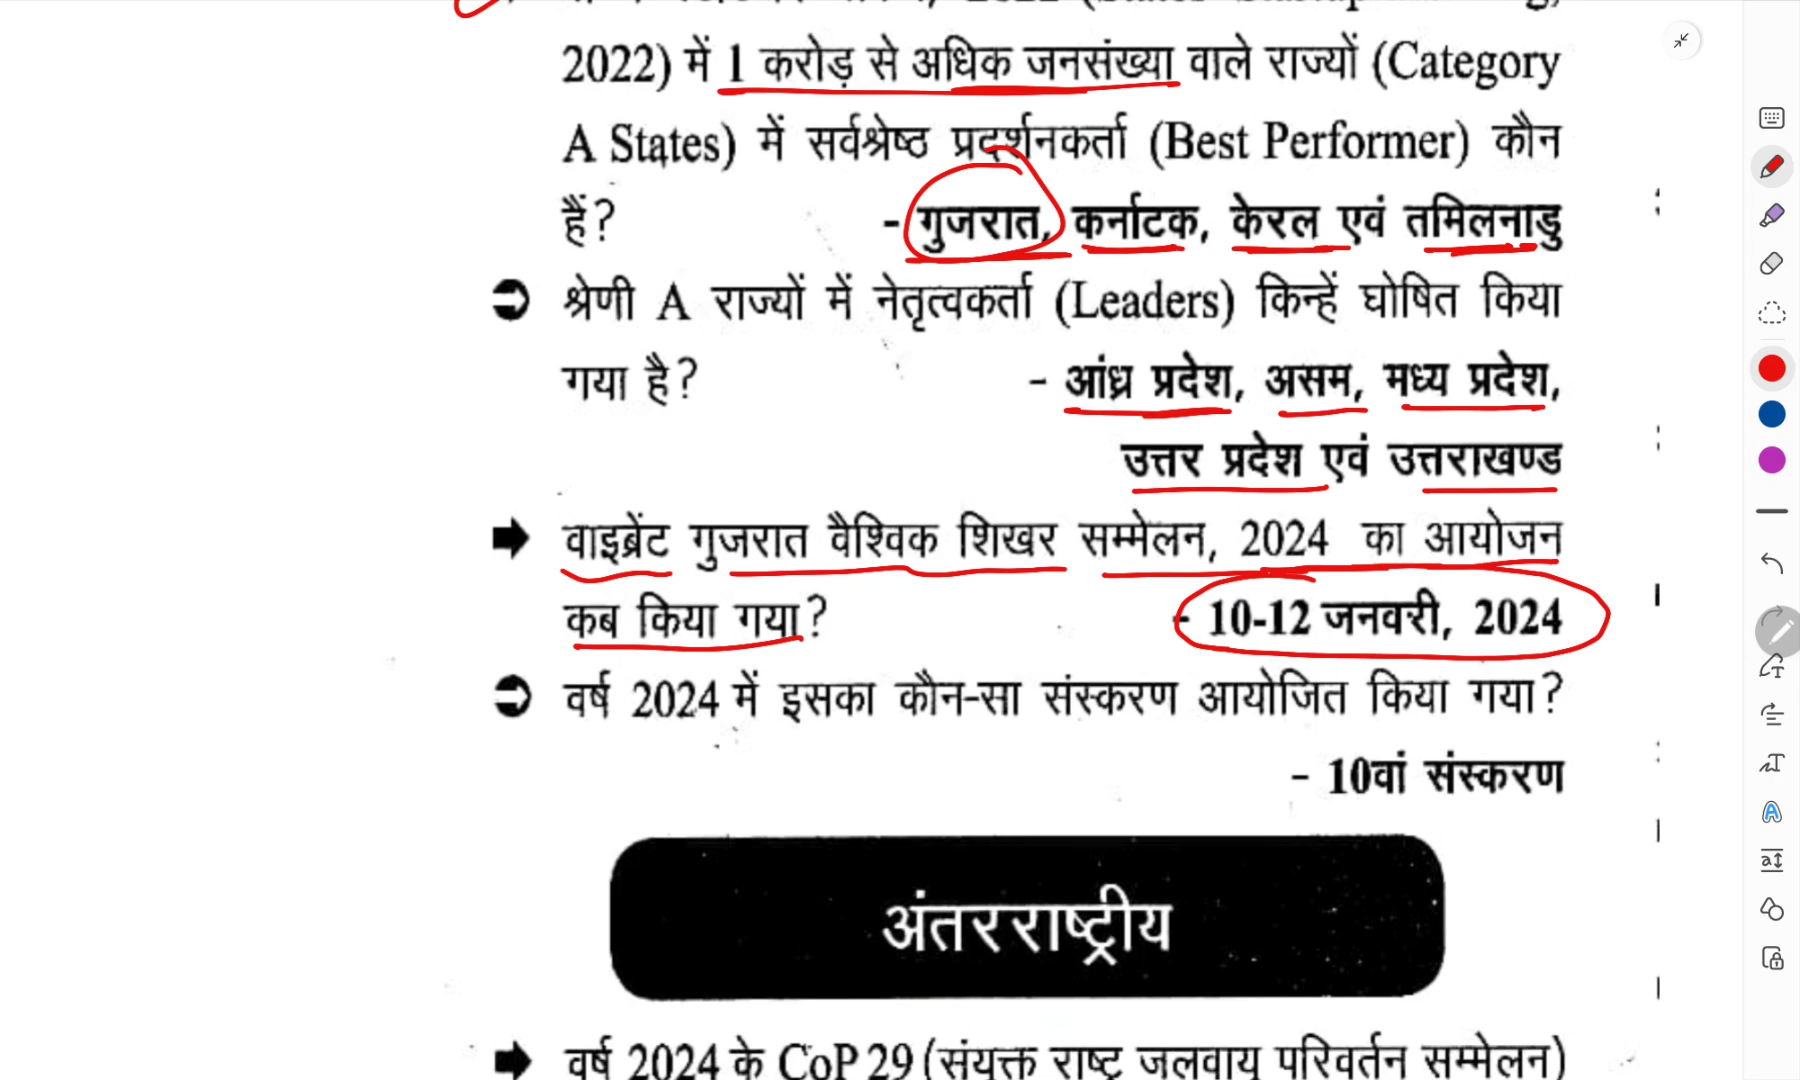 2022) में 1 करोड़ से अधिक जनसंख्या वाले राज्यों (Category
A States) में सर्वश्रेष्ठ प्रदर्शनकर्ता (Best Performer) कौन
हैं? - गुजरात, कर्नाटक, केरल एवं तमिलनाडु
श्रेणी A राज्यों में नेतृत्वकर्ता (Leaders) किन्हें घोषित किया
गया है? - आंध्र प्रदेश, असम, मध्य प्रदेश,
उत्तर प्रदेश एवं उत्तराखण्ड
वाइब्रेंट गुजरात वैश्विक शिखर सम्मेलन, 2024 का आयोजन
कब किया गया? - 10-12 जनवरी, 2024
वर्ष 2024 में इसका कौन-सा संस्करण आयोजित किया गया?
- 10वां संस्करण
अंतरराष्ट्रीय
वर्ष 2024 के CoP 29 (संयुक्त राष्ट्र जलवायु परिवर्तन सम्मेलन)